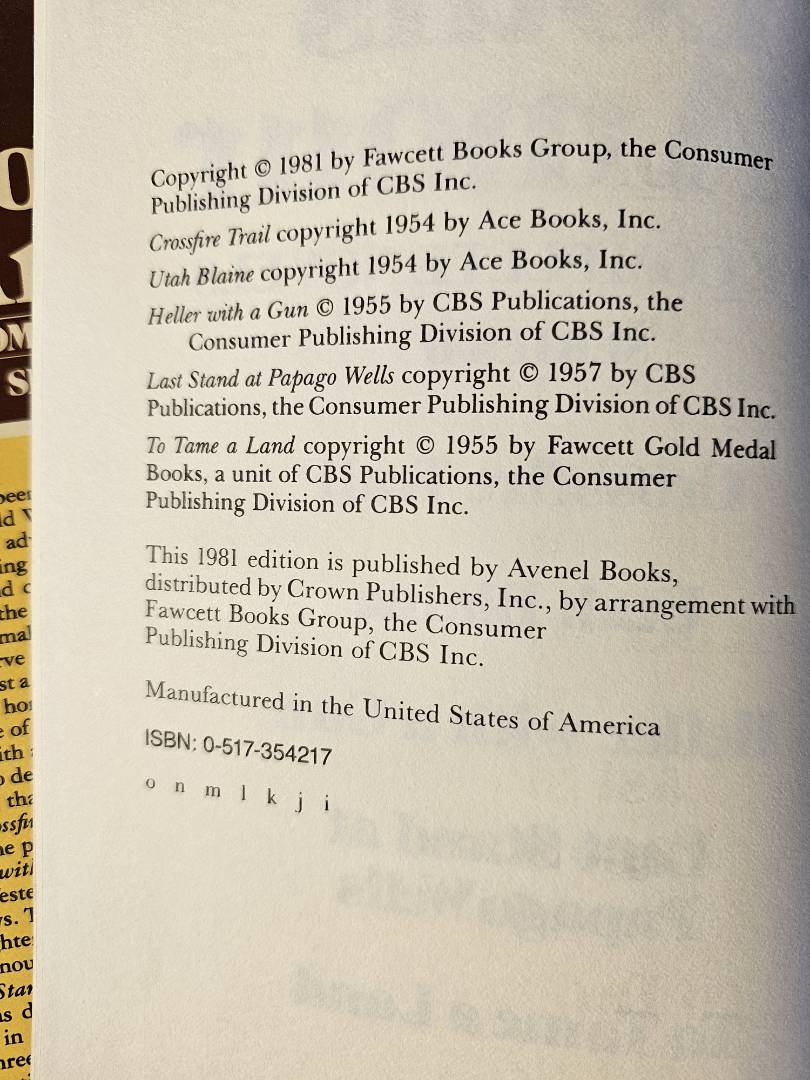 Copyright © 1981 by Fawcett Books Group, the Consumer
Publishing Division of CBS Inc.
Crossfire Trail copyright 1954 by Ace Books, Inc.
Utah Blaine copyright 1954 by Ace Books, Inc.
Heller with a Gun © 1955 by CBS Publications, the
Consumer Publishing Division of CBS Inc.
Last Stand at Papago Wells copyright © 1957 by CBS
Publications, the Consumer Publishing Division of CBS Inc.
To Tame a Land copyright © 1955 by Fawcett Gold Medal
Books, a unit of CBS Publications, the Consumer
Publishing Division of CBS Inc.
This 1981 edition is published by Avenel Books,
distributed by Crown Publishers, Inc., by arrangement with
Fawcett Books Group, the Consumer
Publishing Division of CBS Inc.
Manufactured in the United States of America
ISBN: 0-517-354217
o n m l k j i